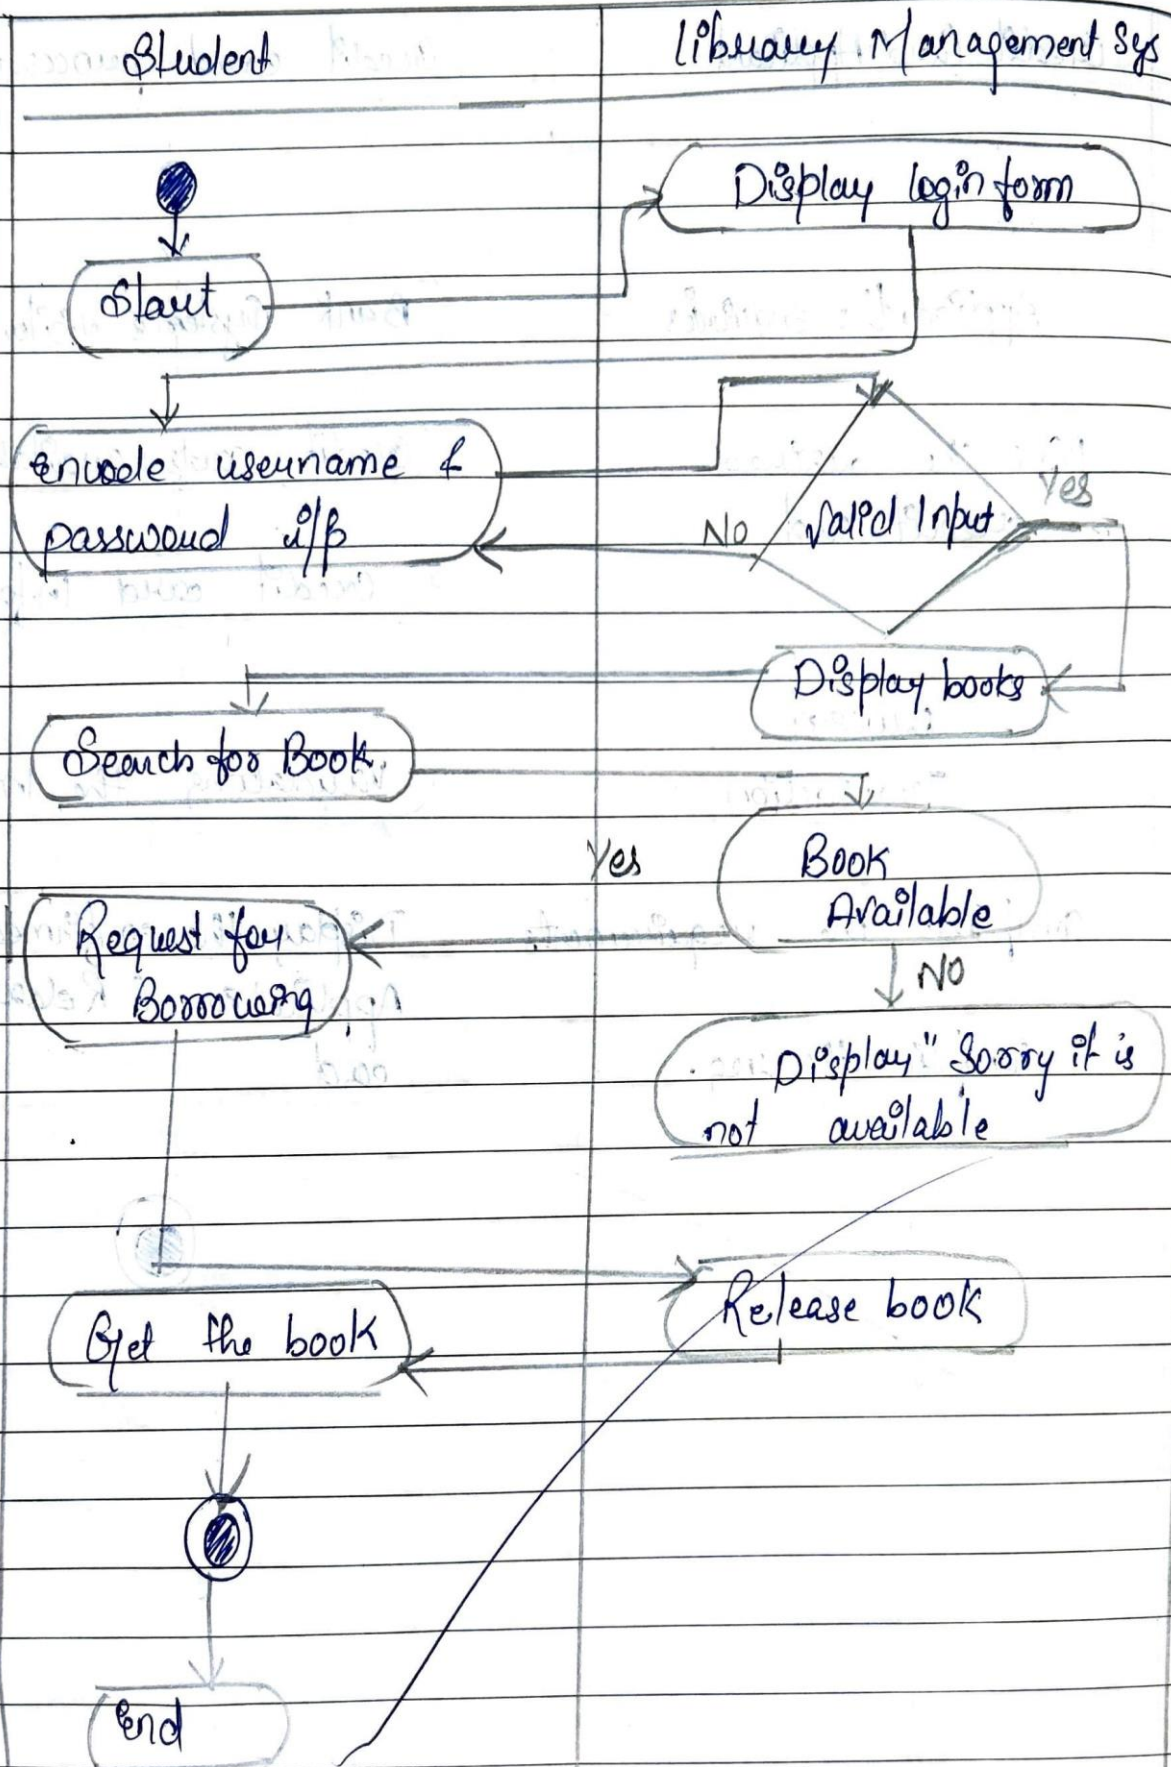 Student
Library Management Sys
Display login form
Start
Encode username &
password i/p
Valid Input
Yes
No
Display books
Search for Book
Book
Available
Yes
NO
Request for
Borrowing
Display "Sorry it is
not available
Release book
Get the book
End